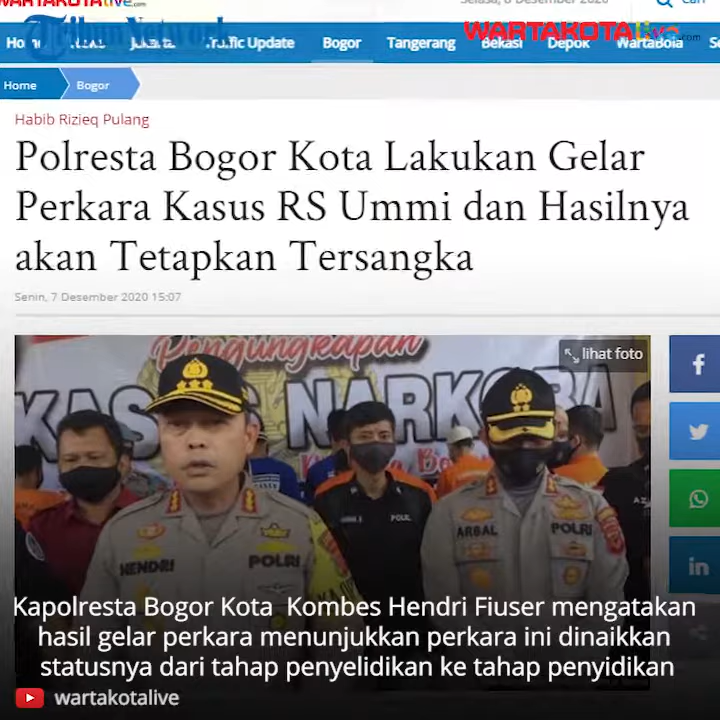 WARTAKOTAlive.com
Selasa, 8 Desember 2020
Cari
Tribun Network
WARTAKOTAlive.com
Home
News
Jakarta
Traffic Update
Bogor
Tangerang
Bekasi
Depok
WartaBola
Home
Bogor
Habib Rizieq Pulang
Polresta Bogor Kota Lakukan Gelar
Perkara Kasus RS Ummi dan Hasilnya
akan Tetapkan Tersangka
Senin, 7 Desember 2020 15:07
lihat foto
Pengungkapan
KASUS NARKOBA
HENDRI
POLRI
POLRI
ARBAL
POLRI
Kapolresta Bogor Kota Kombes Hendri Fiuser mengatakan
hasil gelar perkara menunjukkan perkara ini dinaikkan
statusnya dari tahap penyelidikan ke tahap penyidikan
wartakotalive